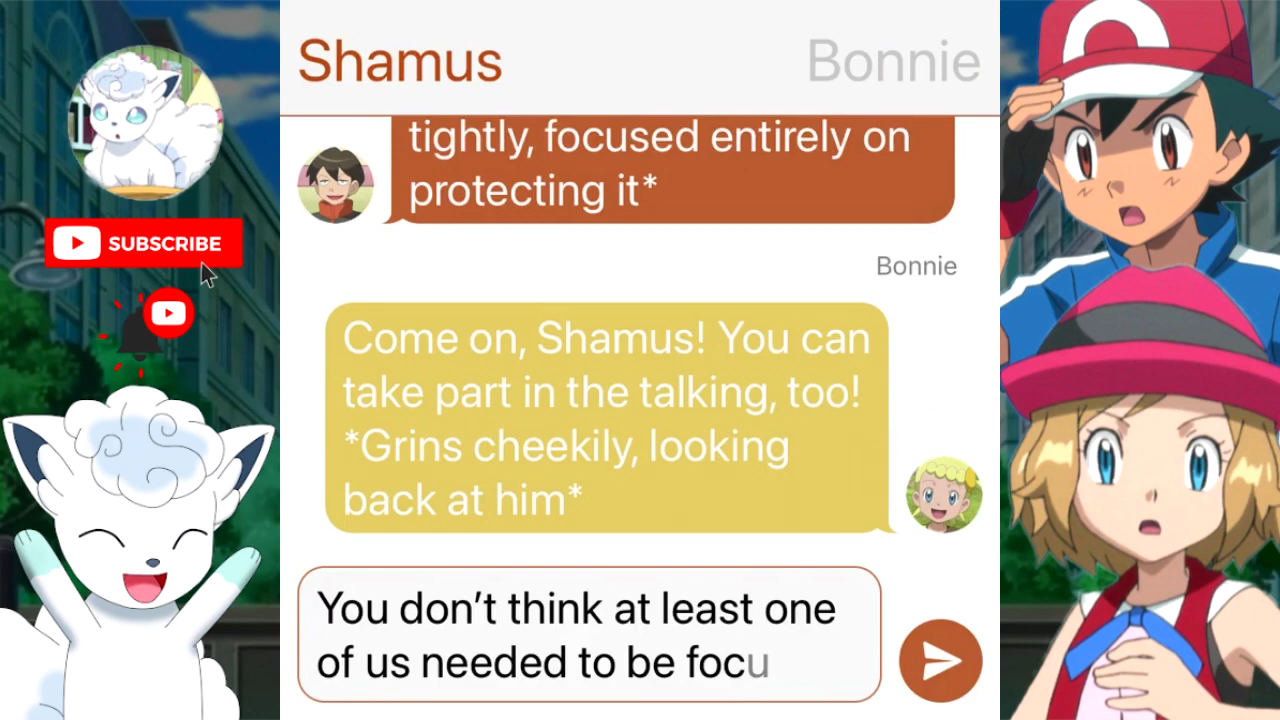 Shamus
Bonnie
tightly, focused entirely on
protecting it*
SUBSCRIBE
Bonnie
Come on, Shamus! You can
take part in the talking, too!
*Grins cheekily, looking
back at him*
You don’t think at least one
of us needed to be focu